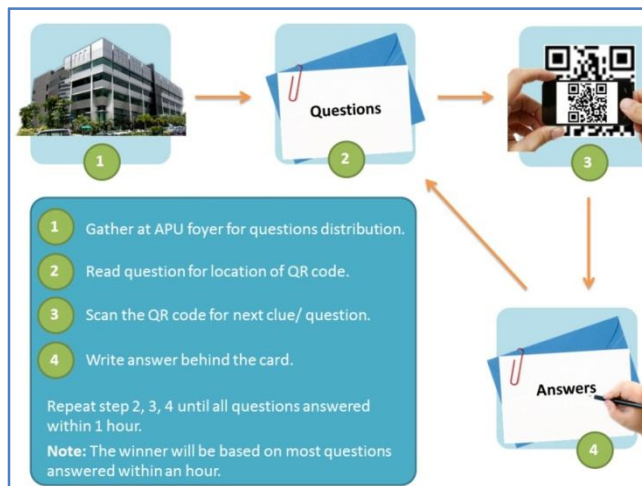 1
Questions
2
3
1 Gather at APU foyer for questions distribution.
2 Read question for location of QR code.
3 Scan the QR code for next clue/ question.
4 Write answer behind the card.
Repeat step 2, 3, 4 until all questions answered
within 1 hour.
Note: The winner will be based on most questions
answered within an hour.
Answers
4